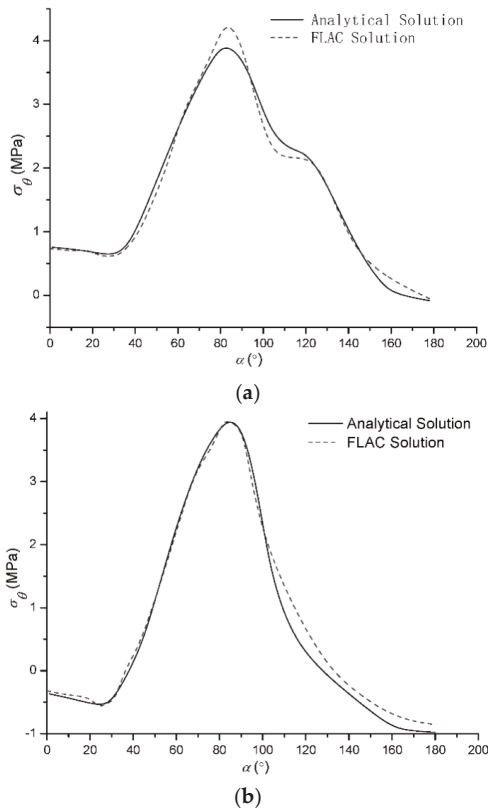 Analytical Solution
FLAC Solution
4
3
2
1
0
σθ (MPa)
0 20 40 60 80 100 120 140 160 180 200
α (°)
(a)
Analytical Solution
FLAC Solution
4
3
2
1
0
-1
σθ (MPa)
0 20 40 60 80 100 120 140 160 180 200
α (°)
(b)